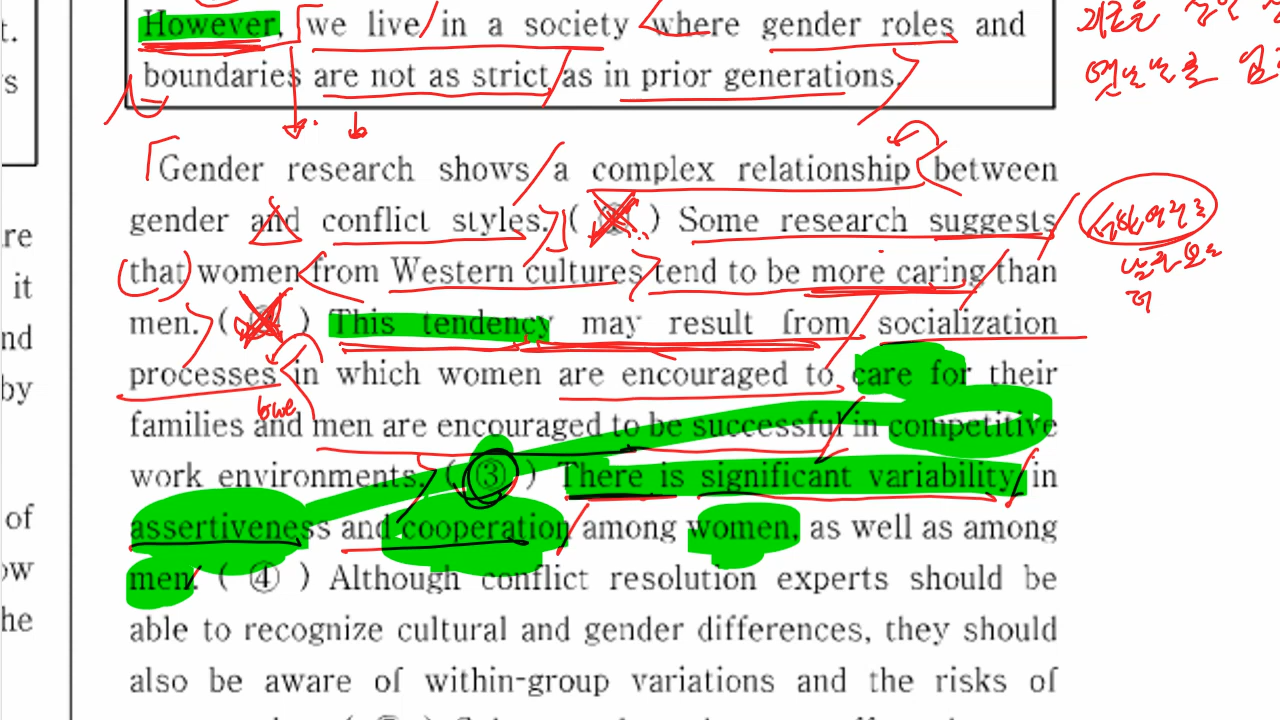 However, we live in a society where gender roles and
boundaries are not as strict as in prior generations.
Gender research shows a complex relationship between
gender and conflict styles. ( ① ) Some research suggests
that women from Western cultures tend to be more caring than
men. ( ② ) This tendency may result from socialization
processes in which women are encouraged to care for their
families and men are encouraged to be successful in competitive
work environments. ( ③ ) There is significant variability in
assertiveness and cooperation among women, as well as among
men. ( ④ ) Although conflict resolution experts should be
able to recognize cultural and gender differences, they should
also be aware of within-group variations and the risks of
t.
s
re
it
nd
by
of
ow
he